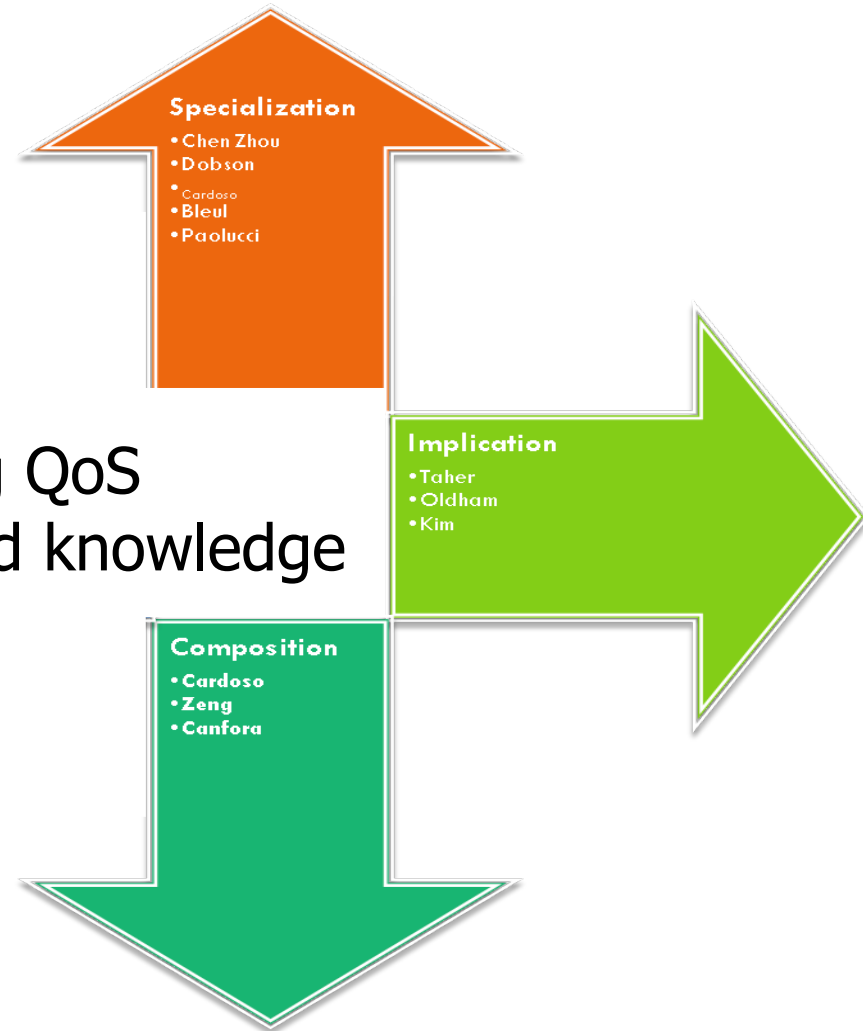 Specialization
•Chen Zhou
•Dobson
•Cardoso
•Bleul
•Paolucci
g QoS
d knowledge
Implication
•Taher
•Oldham
•Kim
Composition
•Cardoso
•Zeng
•Canfora